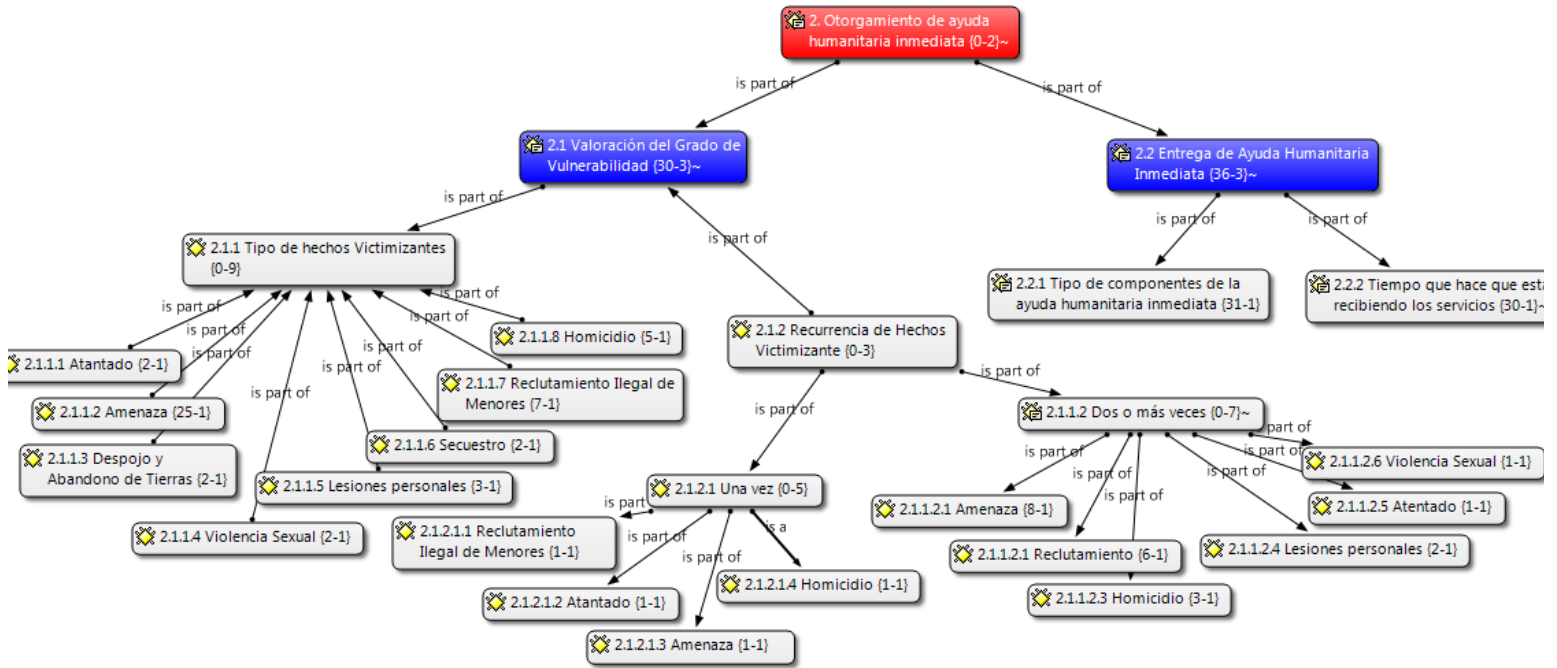 2. Otorgamiento de ayuda
humanitaria inmediata {0-2}~
is part of
is part of
2.1 Valoración del Grado de
Vulnerabilidad {30-3}~
2.2 Entrega de Ayuda Humanitaria
Inmediata {36-3}~
is part of
is part of
is part of
is part of
2.1.1 Tipo de hechos Victimizantes
{0-9}
2.2.1 Tipo de componentes de la
ayuda humanitaria inmediata {31-1}
2.2.2 Tiempo que hace que está
recibiendo los servicios {30-1}~
is part of
is part of
is part of
is part of
is part of
is part of
is part of
is part of
2.1.1.8 Homicidio {5-1}
2.1.2 Recurrencia de Hechos
Victimizante {0-3}
2.1.1.1 Atantado {2-1}
2.1.1.7 Reclutamiento Ilegal de
Menores {7-1}
is part of
is part of
2.1.1.2 Amenaza {25-1}
2.1.1.2 Dos o más veces {0-7}~
2.1.1.6 Secuestro {2-1}
2.1.1.3 Despojo y
Abandono de Tierras {2-1}
is part of
is part of
is part of
is part of
is part of
is part of
2.1.1.2.6 Violencia Sexual {1-1}
2.1.1.5 Lesiones personales {3-1}
2.1.2.1 Una vez {0-5}
2.1.1.2.1 Amenaza {8-1}
2.1.1.2.5 Atentado {1-1}
is part
is part of
is part of
is a
2.1.1.4 Violencia Sexual {2-1}
2.1.2.1.1 Reclutamiento
Ilegal de Menores {1-1}
2.1.1.2.1 Reclutamiento {6-1}
2.1.1.2.4 Lesiones personales {2-1}
2.1.2.1.4 Homicidio {1-1}
2.1.2.1.2 Atantado {1-1}
2.1.1.2.3 Homicidio {3-1}
2.1.2.1.3 Amenaza {1-1}